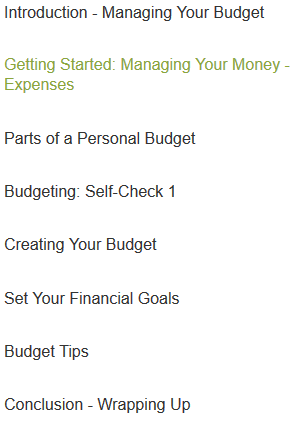 Introduction - Managing Your Budget
Getting Started: Managing Your Money -
Expenses
Parts of a Personal Budget
Budgeting: Self-Check 1
Creating Your Budget
Set Your Financial Goals
Budget Tips
Conclusion - Wrapping Up